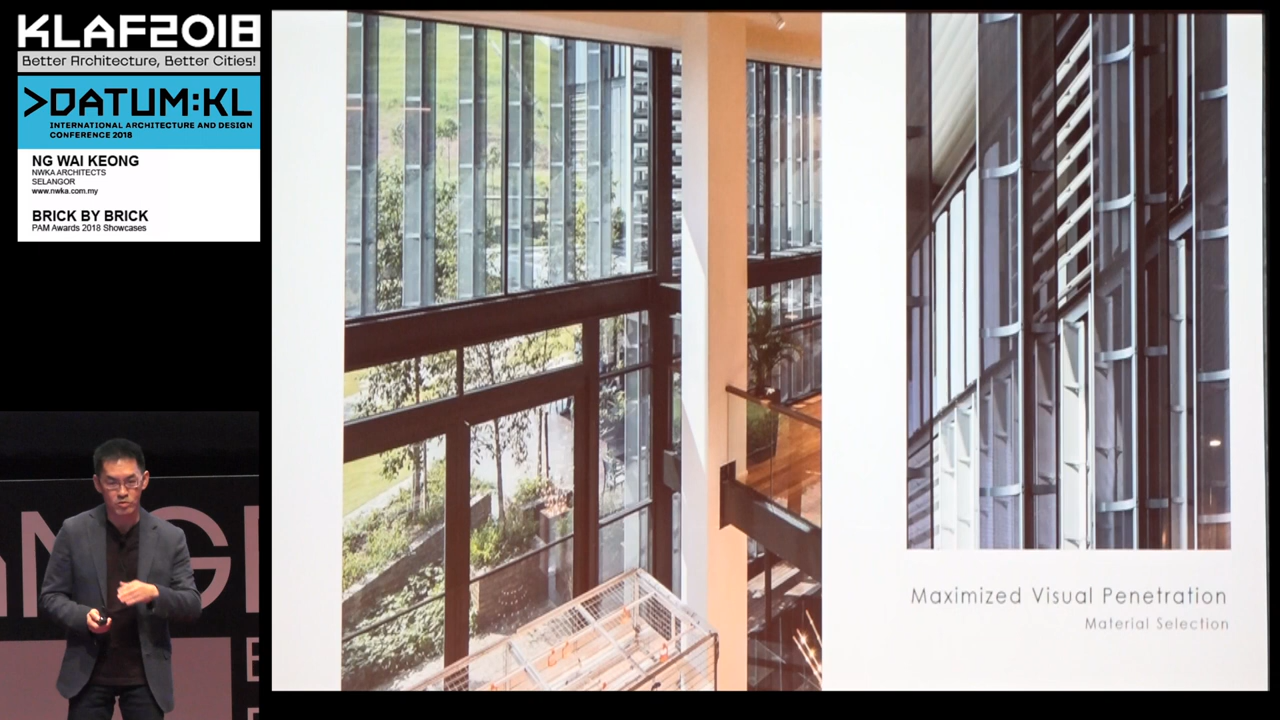 KLAF2018
Better Architecture, Better Cities!
>DATUM:KL
INTERNATIONAL ARCHITECTURE AND DESIGN
CONFERENCE 2018
NG WAI KEONG
NWKA ARCHITECTS
SELANGOR
www.nwka.com.my
BRICK BY BRICK
PAM Awards 2018 Showcases
Maximized Visual Penetration
Material Selection